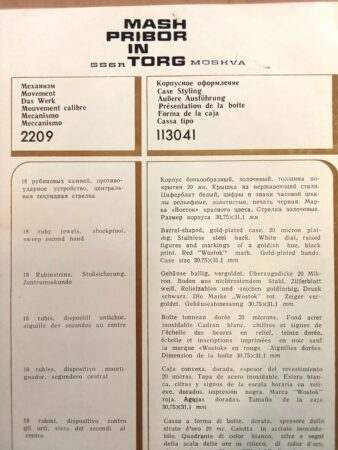 MASH
PRIBOR
IN
SSSR TORG MOSKVA
Механизм
Movement
Das Werk
Mouvement calibre
Mecanismo
Meccanismo
2209
Корпусное оформление
Case Styling
Äußere Ausführung
Présentation de la boîte
Forma de la caja
Cassa tipo
113041
18 рубиновых камней, противо-
ударное устройство, централь-
ная секундная стрелка
Корпус бочкообразный, золоченый, толщина по-
крытия 20 мк. Крышка из нержавеющей стали.
Циферблат белый, цифры и знаки часовой шка-
лы рельефные, золотистые, печать черная. Мар-
ка «Восток» красного цвета, Стрелки золоченые.
Размер корпуса 30,75×31,1 мм
18 ruby jewels, shockproof,
sweep second hand
Barrel-shaped, gold-plated case, 20 micron plat-
ing. Stainless steel back. White dial, raised
figures and markings of a goldish hue, black
print. Red "Wostok" mark. Gold-plated hands.
Case size 30,75×31,1 mm
18 Rubinsteine, Stoßsicherung,
Zentrumsekunde
Gehäuse ballig, vergoldet, Überzugsdicke 20 Mik-
ron. Boden aus nichtrostendem Stahl, Zifferblatt
weiß, Reliefzahlen und -zeichen goldfarbig, Druck
schwarz. Die Marke „Wostok" rot. Zeiger ver-
goldet. Gehäuseabmessung 30,75×31,1 mm
18 rubis, dispositif antichoc,
aiguille des secondes au centre
Boîte tonneau dorée 20 microns. Fond acier
inoxidable Cadran blanc, chiffres et signes de
l'échelle des heures en relief, teinte dorée,
échelle et inscriptions imprimées en noir sauf
la marque «Wostok» en rouge. Aiguilles dorées.
Dimension de la boîte 30,75×31,1 mm
18 rubíes, dispositivo amorti-
guador, segundero central
Caja convexa, dorada, espesor del revestimiento
20 micras. Tapa de acero inoxidable. Esfera blan-
ca, cifras y signos de la escala horaria en relie-
ve, dorados, impresión negra. Marca "Wostok"
roja. Agujas doradas. Tamaño de la caja
30,75×31,1 mm
18 rubini, dispositivo contro
gli urti, sfera dei secondi al
centro
Cassa a forma di botte, dorata, spessore dello
strato d'oro 20 mk. Calotta in acciaio inossidabile.
Quadrante di color bianco, cifre e segni
della scala delle ore in rilievo, di color d'oro,